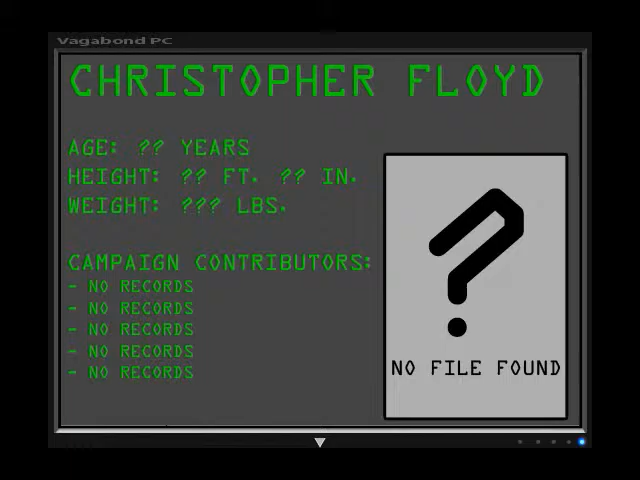 Vagabond PC
CHRISTOPHER FLOYD
AGE: ?? YEARS
HEIGHT: ?? FT. ?? IN.
WEIGHT: ??? LBS.
CAMPAIGN CONTRIBUTORS:
- NO RECORDS
- NO RECORDS
- NO RECORDS
- NO RECORDS
- NO RECORDS
?
NO FILE FOUND